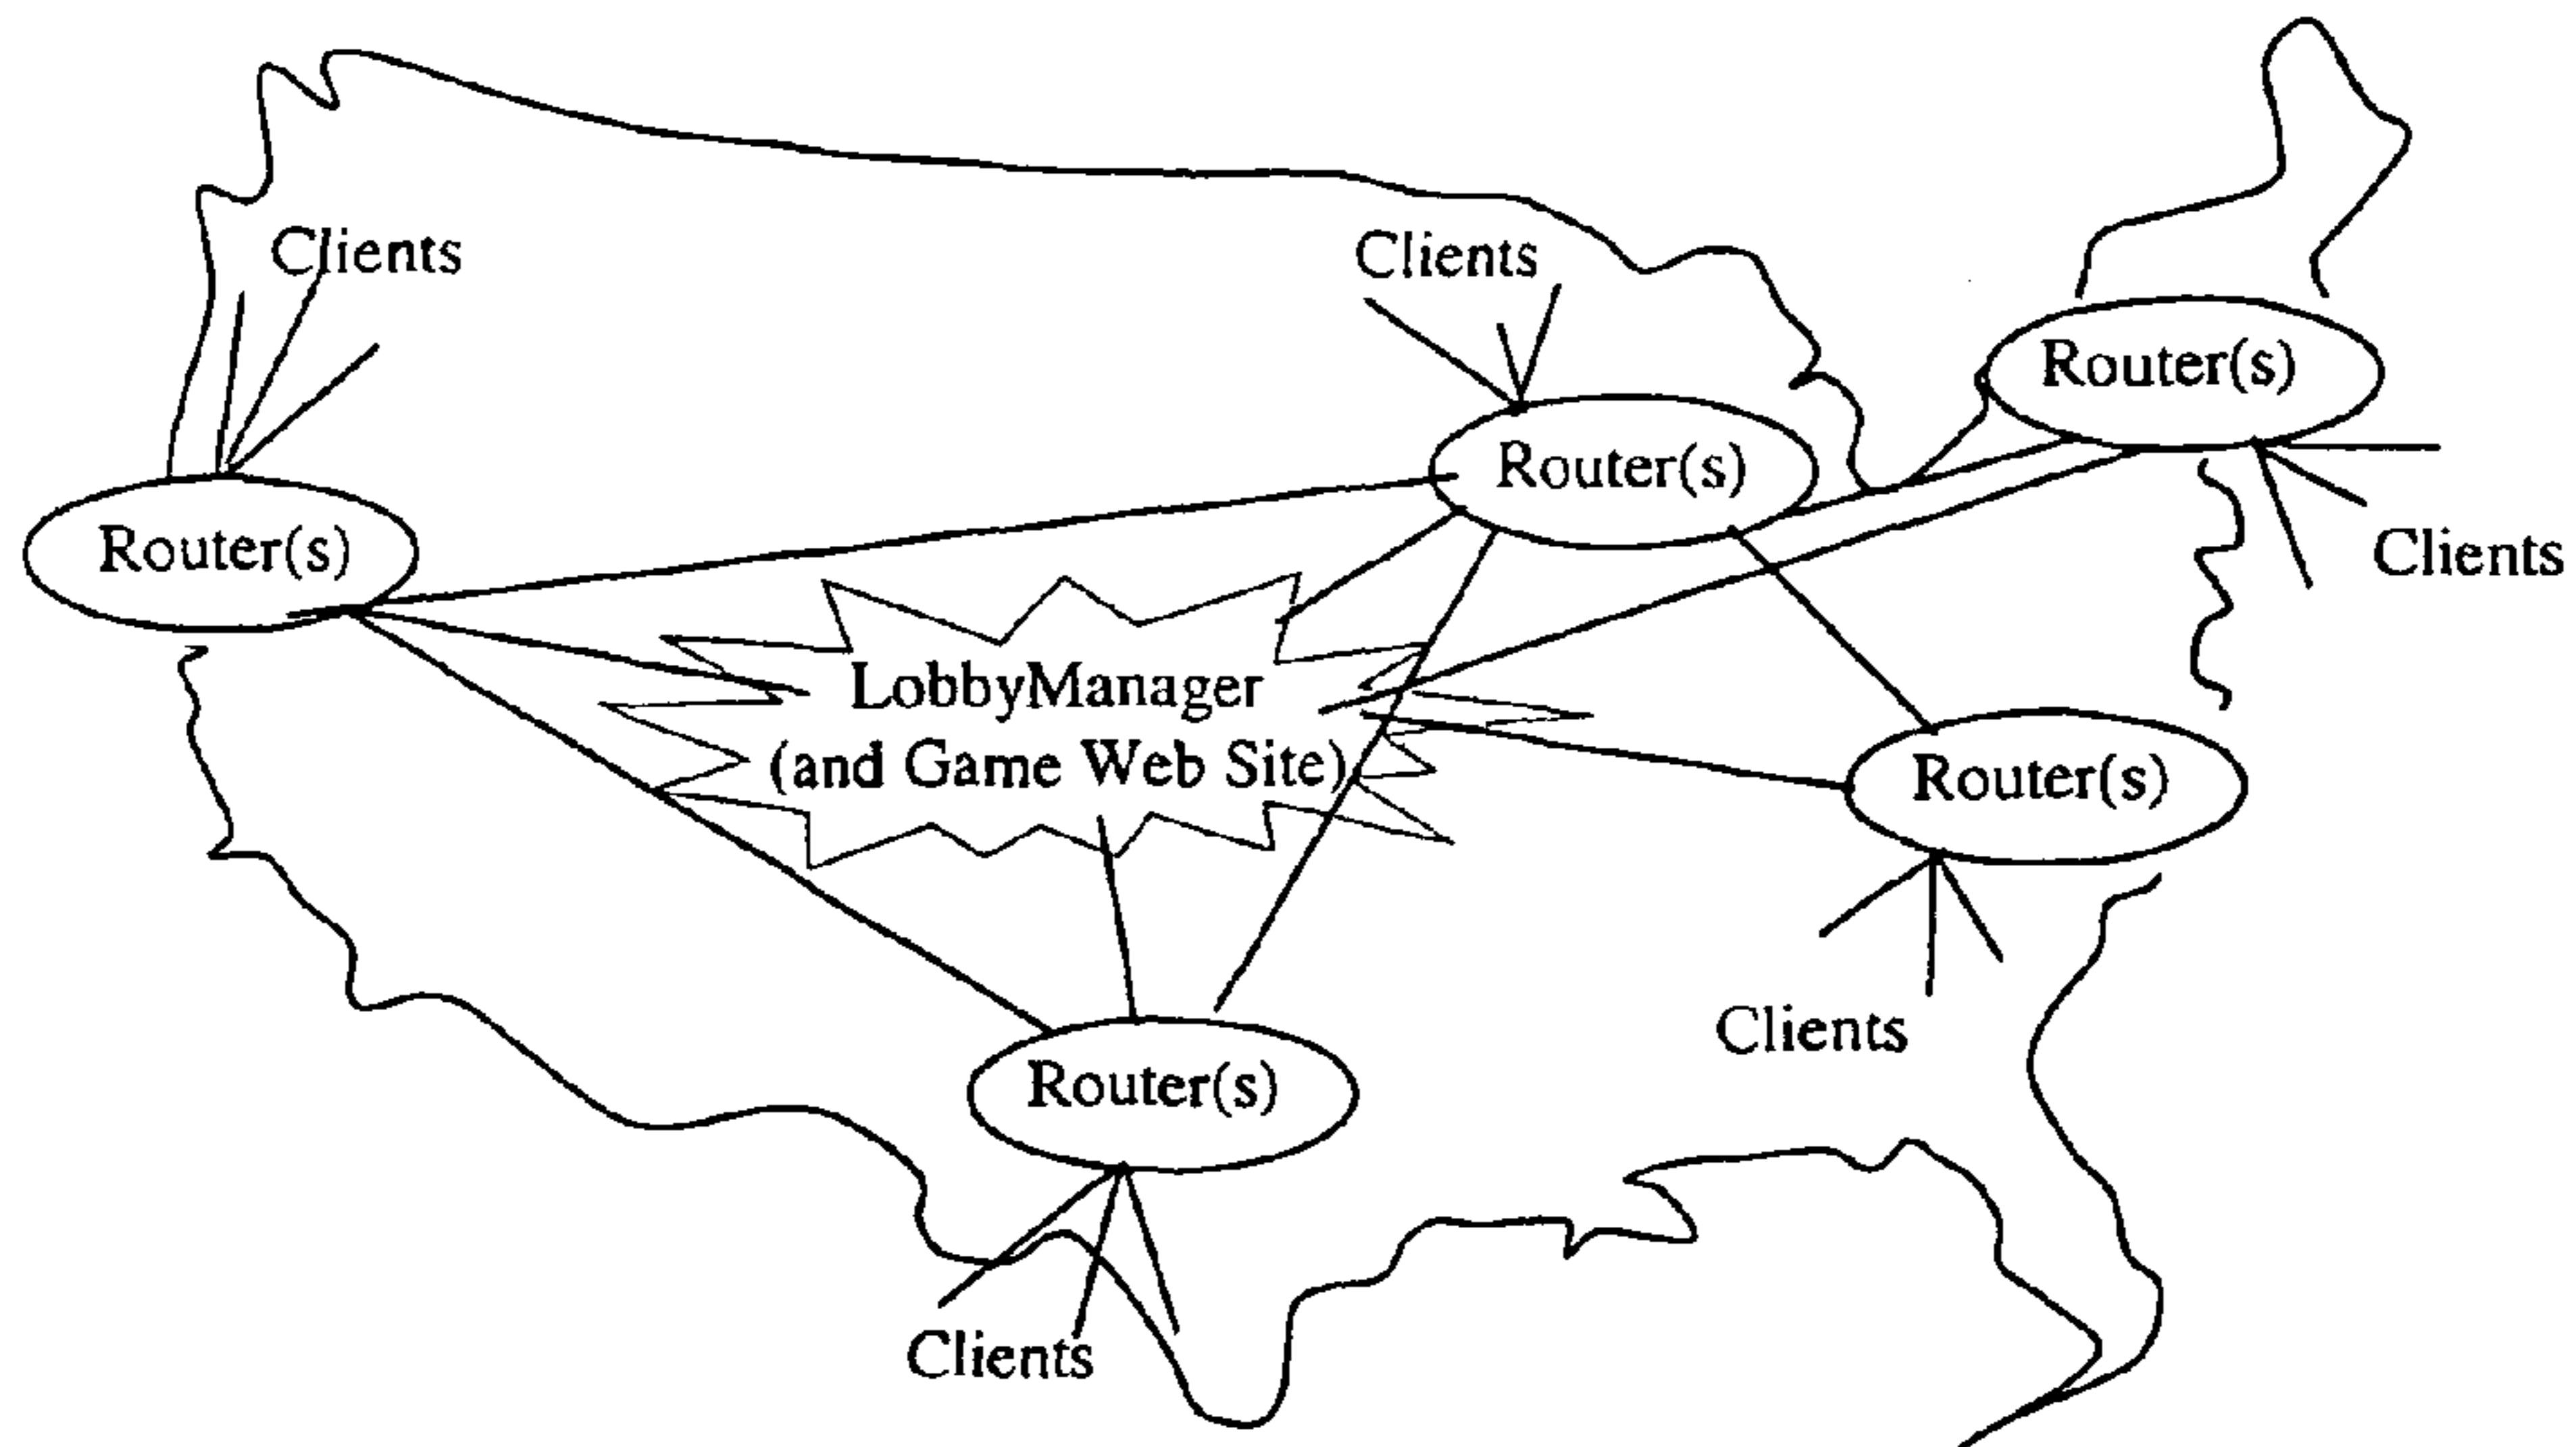 Clients
Clients
Router(s)
Router(s)
Router(s)
Clients
LobbyManager
(and Game Web Site)
Router(s)
Clients
Router(s)
Clients